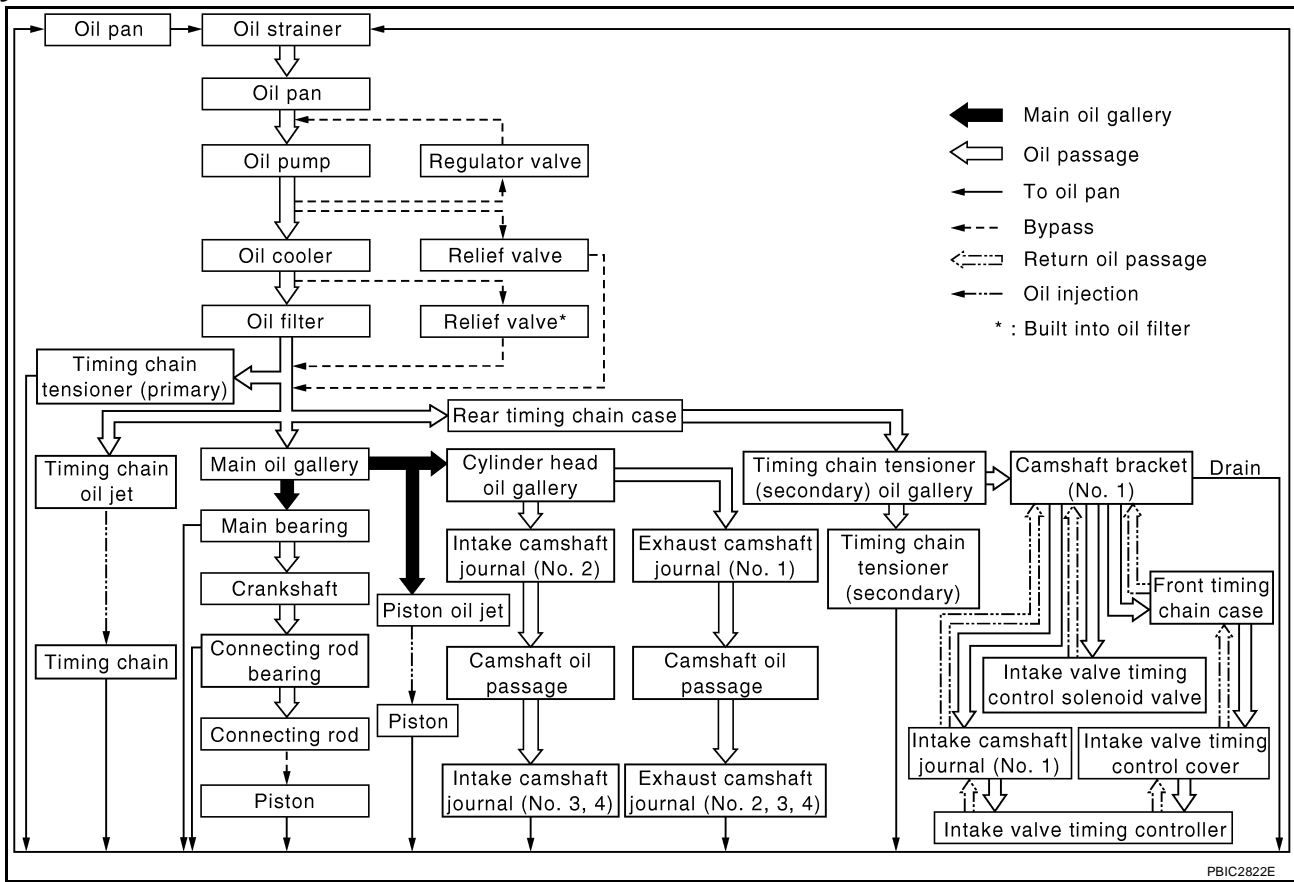 Oil pan
Oil strainer
Oil pan
Oil pump
Regulator valve
Oil cooler
Relief valve
Oil filter
Relief valve*
Main oil gallery
Oil passage
To oil pan
Bypass
Return oil passage
Oil injection
* : Built into oil filter
Timing chain
tensioner (primary)
Rear timing chain case
Timing chain
oil jet
Main oil gallery
Cylinder head
oil gallery
Timing chain tensioner
(secondary) oil gallery
Camshaft bracket
(No. 1)
Drain
Main bearing
Intake camshaft
journal (No. 2)
Exhaust camshaft
journal (No. 1)
Timing chain
tensioner
(secondary)
Crankshaft
Piston oil jet
Front timing
chain case
Timing chain
Connecting rod
bearing
Camshaft oil
passage
Camshaft oil
passage
Intake valve timing
control solenoid valve
Connecting rod
Piston
Intake camshaft
journal (No. 1)
Intake valve timing
control cover
Piston
Intake camshaft
journal (No. 3, 4)
Exhaust camshaft
journal (No. 2, 3, 4)
Intake valve timing controller
PBIC2822E